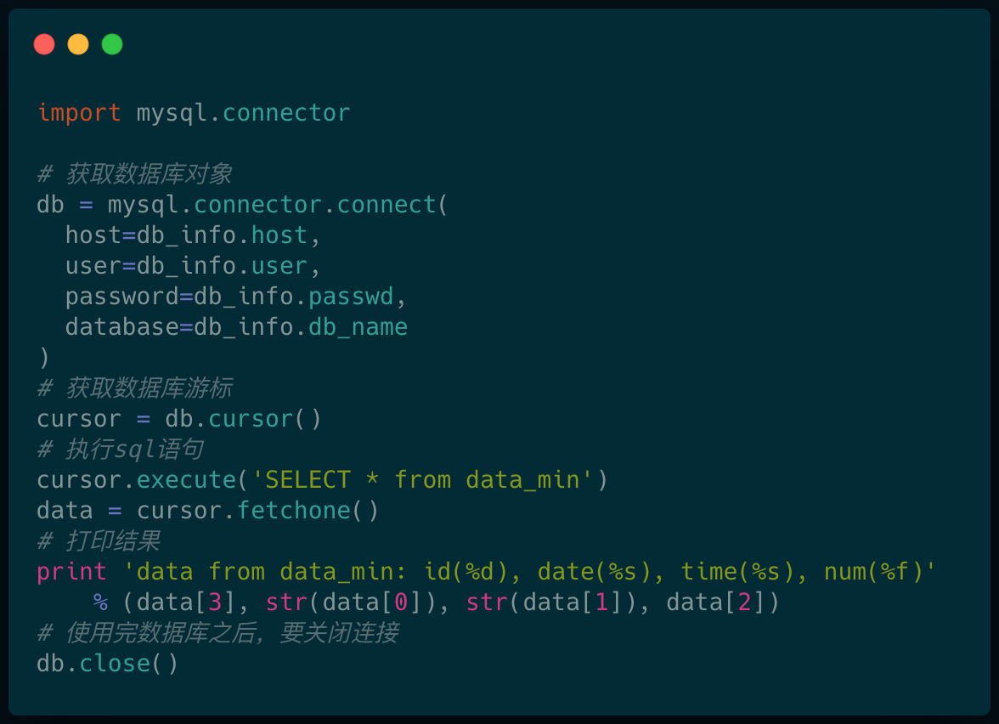 import mysql.connector
# 获取数据库对象
db = mysql.connector.connect(
  host=db_info.host,
  user=db_info.user,
  password=db_info.passwd,
  database=db_info.db_name
)
# 获取数据库游标
cursor = db.cursor()
# 执行sql语句
cursor.execute('SELECT * from data_min')
data = cursor.fetchone()
# 打印结果
print 'data from data_min: id(%d), date(%s), time(%s), num(%f)'
    % (data[3], str(data[0]), str(data[1]), data[2])
# 使用完数据库之后，要关闭连接
db.close()